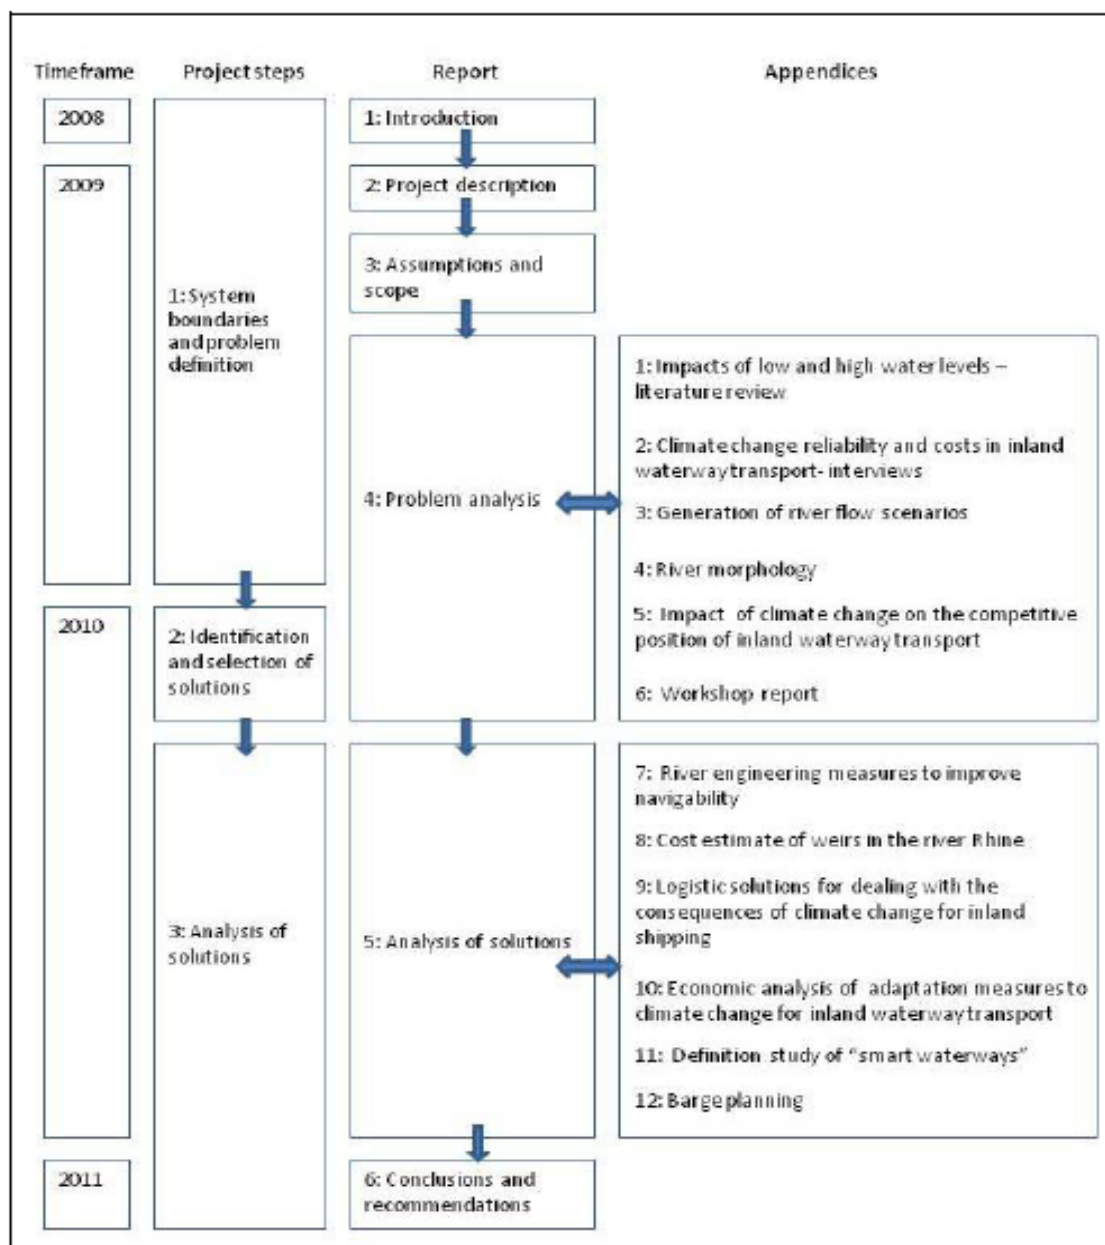 Timeframe
Project steps
Report
Appendices
2008
2009
2010
2011
1: System
boundaries
and problem
definition
2: Identification
and selection of
solutions
3: Analysis of
solutions
1: Introduction
2: Project description
3: Assumptions and
scope
4: Problem analysis
5: Analysis of solutions
6: Conclusions and
recommendations
1: Impacts of low and high water levels –
literature review
2: Climate change reliability and costs in inland
waterway transport- interviews
3: Generation of river flow scenarios
4: River morphology
5: Impact of climate change on the competitive
position of inland waterway transport
6: Workshop report
7: River engineering measures to improve
navigability
8: Cost estimate of weirs in the river Rhine
9: Logistic solutions for dealing with the
consequences of climate change for inland
shipping
10: Economic analysis of adaptation measures to
climate change for inland waterway transport
11: Definition study of “smart waterways”
12: Barge planning